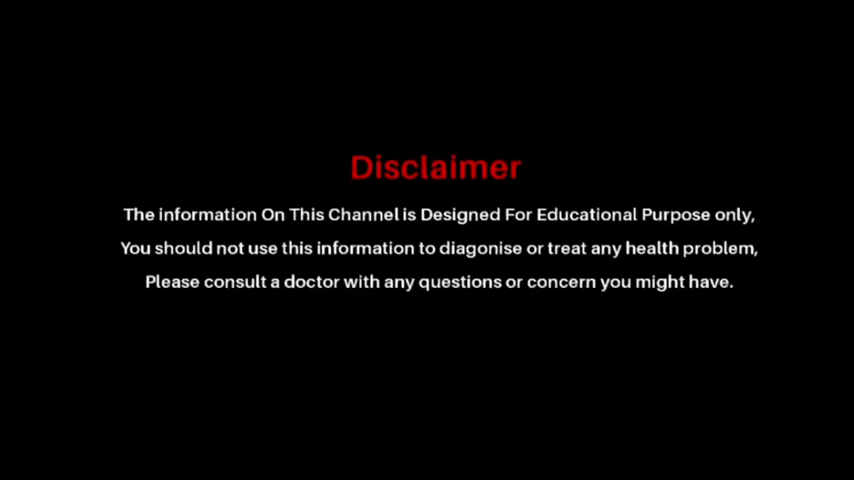 Disclaimer
The information On This Channel is Designed For Educational Purpose only,
You should not use this information to diagonise or treat any health problem,
Please consult a doctor with any questions or concern you might have.